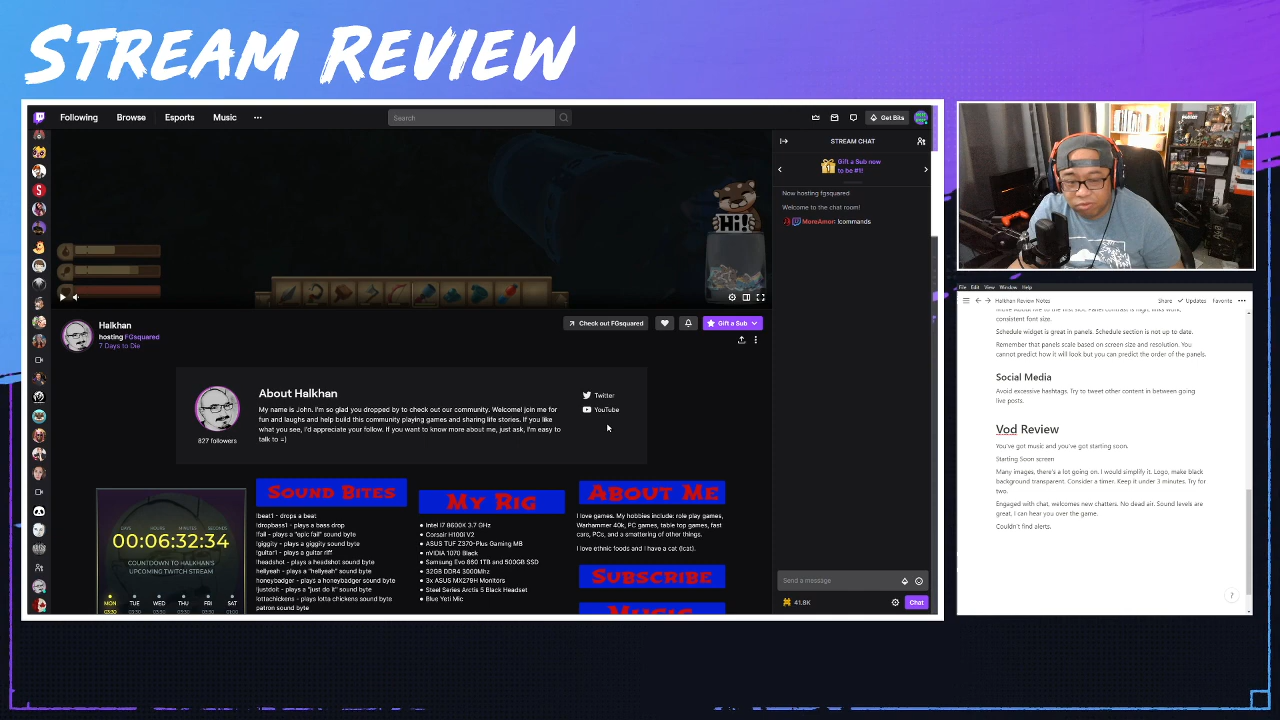 STREAM REVIEW
Following Browse Esports Music ... Search Get Bits
STREAM CHAT
Gift a Sub now
to be #1!
Now hosting fgsquared
Welcome to the chat room!
MoreAmor: !commands
Hi!
Halkhan
hosting FGsquared
7 Days to Die
Check out FGsquared
Gift a Sub
About Halkhan
My name is John. I'm so glad you dropped by to check out our community. Welcome! join me for
fun and laughs and help build this community playing games and sharing life stories. If you like
what you see, I'd appreciate your follow. If you want to know more about me, just ask, I'm easy to
talk to =)
827 followers
Twitter
YouTube
DAYS HOURS MINUTES SECONDS
00:06:32:34
COUNTDOWN TO HALKHAN'S
UPCOMING TWITCH STREAM
MON TUE WED THU FRI SAT
SOUND BITES
!beat1 - drops a beat
!dropbass1 - plays a bass drop
!fail - plays a "epic fail" sound byte
!giggity - plays a giggity sound byte
!guitar1 - plays a guitar riff
!headshot - plays a headshot sound byte
!hellyeah - plays a "hellyeah" sound byte
!honeybadger - plays a honeybadger sound byte
!justdoit - plays a "just do it" sound byte
!lottachickens - plays lotta chickens sound byte
patron sound byte
MY RIG
Intel I7 8600K 3.7 GHz
Corsair H100I V2
ASUS TUF Z370-Plus Gaming MB
nVIDIA 1070 Black
Samsung Evo 860 1TB and 500GB SSD
32GB DDR4 3000Mhz
3x ASUS MX279H Monitors
Steel Series Arctis 5 Black Headset
Blue Yeti Mic
ABOUT ME
I love games. My hobbies include: role play games,
Warhammer 40k, PC games, table top games, fast
cars, PCs, and a smattering of other things.
I love ethnic foods and I have a cat (!cat).
SUBSCRIBE
MUSIC
Send a message
41.8K
Chat
File Edit View Window Help
Halkhan Review Notes Share Updates Favorite ...
consistent font size.
Schedule widget is great in panels. Schedule section is not up to date.
Remember that panels scale based on screen size and resolution. You
cannot predict how it will look but you can predict the order of the panels.
Social Media
Avoid excessive hashtags. Try to tweet other content in between going
live posts.
Vod Review
You've got music and you've got starting soon.
Starting Soon screen
Many images, there's a lot going on. I would simplify it. Logo, make black
background transparent. Consider a timer. Keep it under 3 minutes. Try for
two.
Engaged with chat, welcomes new chatters. No dead air. Sound levels are
great, I can hear you over the game.
Couldn't find alerts.
?